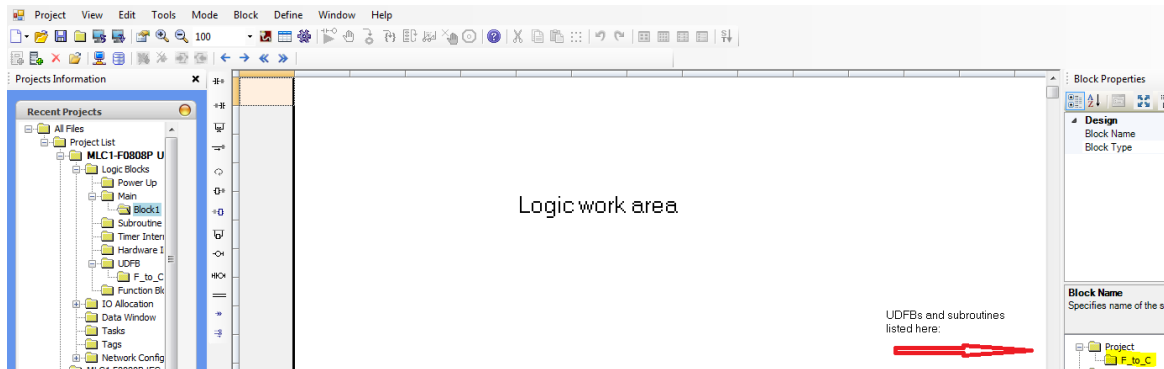 Project View Edit Tools Mode Block Define Window Help
100
Projects Information
Recent Projects
All Files
Project List
MLC1-F0808P U
Logic Blocks
Power Up
Main
Block1
Subroutine
Timer Interr
Hardware I
UDFB
F_to_C
Function Blo
IO Allocation
Data Window
Tasks
Tags
Network Config
Logic work area
UDFBs and subroutines
listed here:
Block Properties
Design
Block Name
Block Type
Block Name
Specifies name of the s
Project
F_to_C